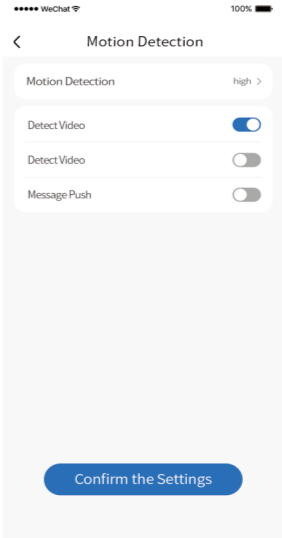 WeChat 100%
Motion Detection
Motion Detection high
Detect Video
Detect Video
Message Push
Confirm the Settings